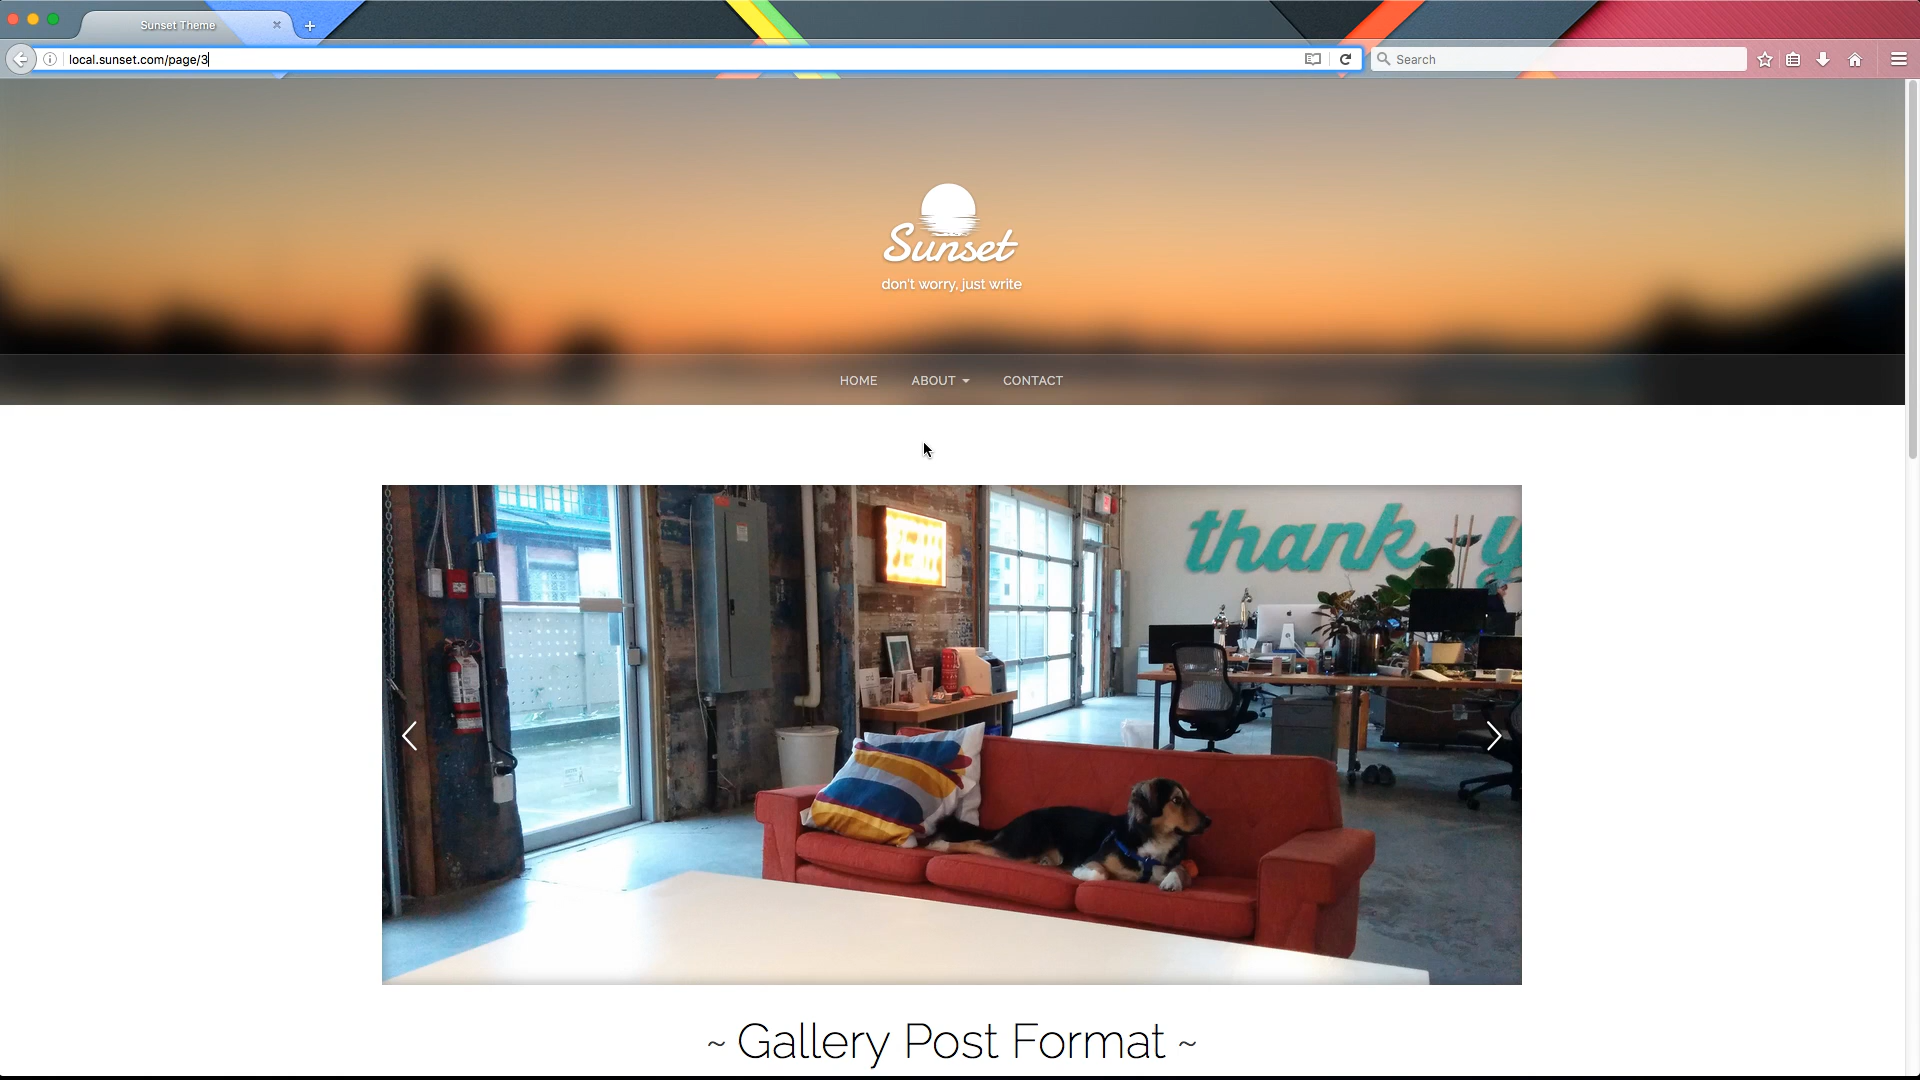 Sunset Theme
local.sunset.com/page/3
Search
Sunset
don't worry, just write
HOME
ABOUT
CONTACT
thank y
~ Gallery Post Format ~